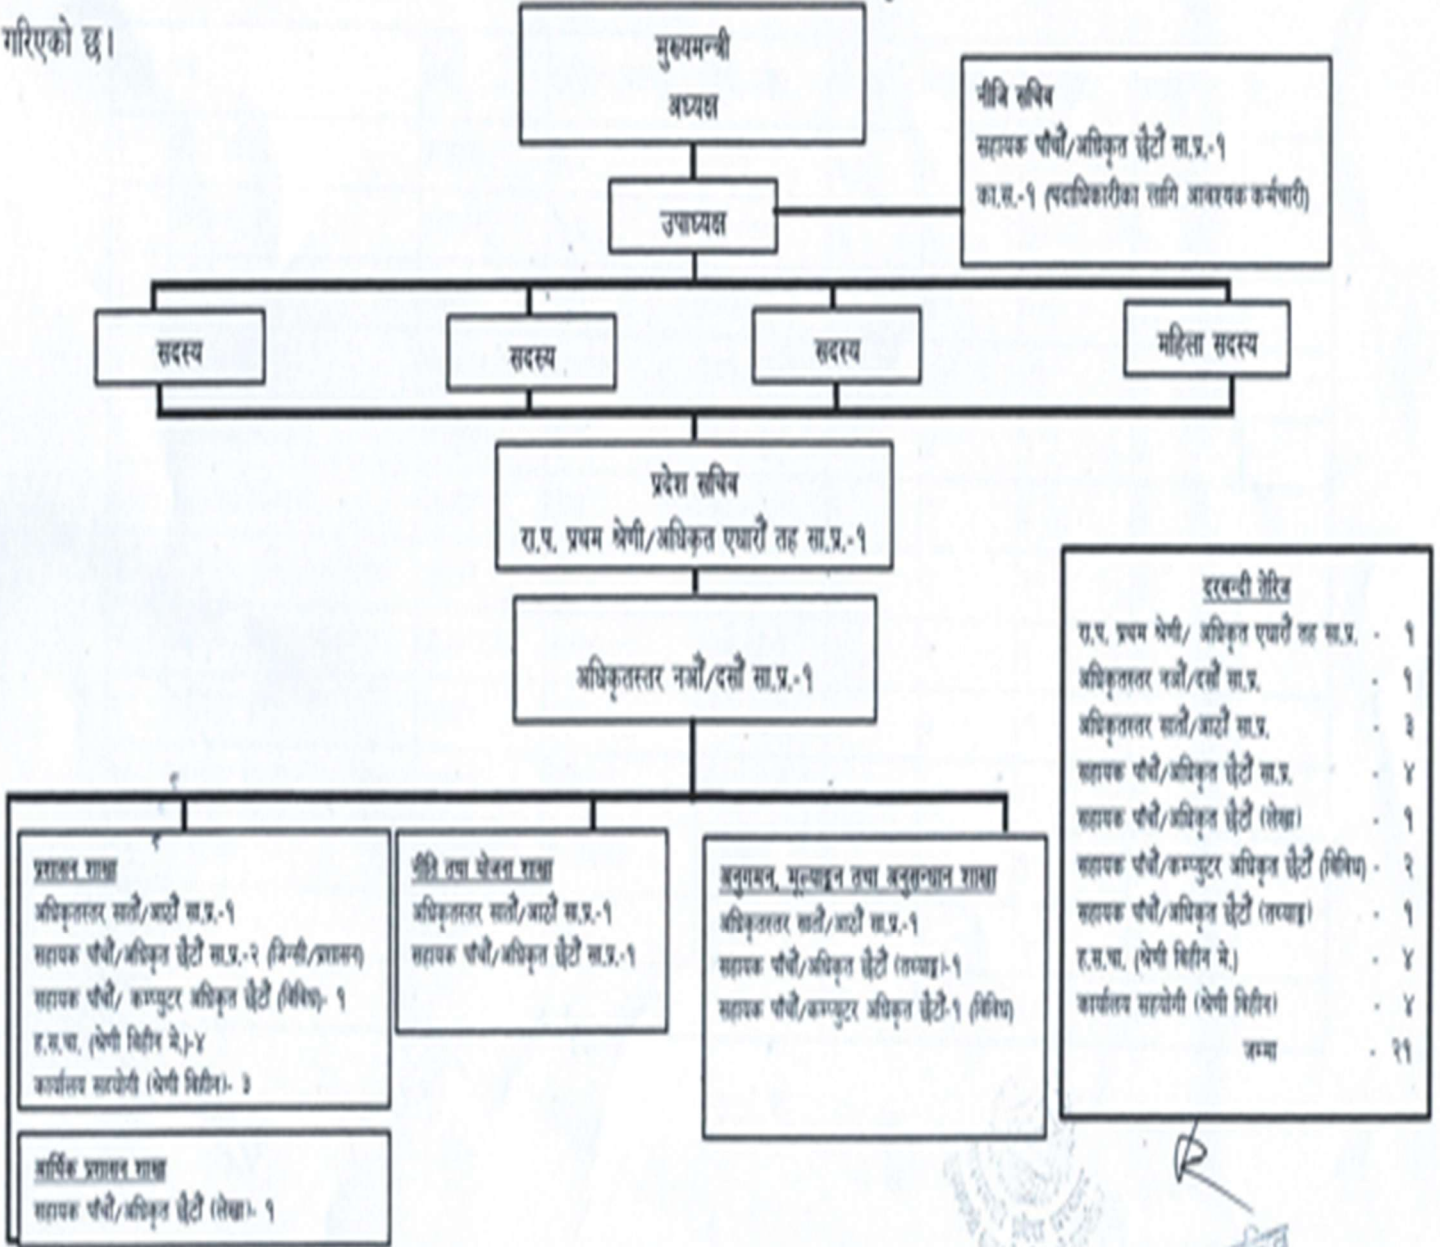 गरिएको छ।
मुख्यमन्त्री
अध्यक्ष
नीजि सचिव
सहायक पाँचौं/अधिकृत छैटौं सा.प्र.-१
का.स.-१ (पदाधिकारीका लागि आवश्यक कर्मचारी)
उपाध्यक्ष
सदस्य
सदस्य
सदस्य
महिला सदस्य
प्रदेश सचिव
रा.प. प्रथम श्रेणी/अधिकृत एघारौं तह सा.प्र.-१
अधिकृतस्तर नऔं/दसौं सा.प्र.-१
दरबन्दी तेरिज
रा.प. प्रथम श्रेणी/ अधिकृत एघारौं तह सा.प्र. - १
अधिकृतस्तर नऔं/दसौं सा.प्र. - १
अधिकृतस्तर सातौं/आठौं सा.प्र. - ३
सहायक पाँचौं/अधिकृत छैटौं सा.प्र. - ४
सहायक पाँचौं/अधिकृत छैटौं (लेखा) - १
सहायक पाँचौं/कम्प्युटर अधिकृत छैटौं (विविध) - २
सहायक पाँचौं/अधिकृत छैटौं (तथ्याङ्क) - १
ह.स.चा. (श्रेणी विहीन मे.) - ४
कार्यालय सहयोगी (श्रेणी विहीन) - ४
जम्मा - २१
प्रशासन शाखा
अधिकृतस्तर सातौं/आठौं सा.प्र.-१
सहायक पाँचौं/अधिकृत छैटौं सा.प्र.-२ (जिन्सी/प्रशासन)
सहायक पाँचौं/ कम्प्युटर अधिकृत छैटौं (विविध)- १
ह.स.चा. (श्रेणी विहीन मे.)-४
कार्यालय सहयोगी (श्रेणी विहीन)- ३
नीति तथा योजना शाखा
अधिकृतस्तर सातौं/आठौं सा.प्र.-१
सहायक पाँचौं/अधिकृत छैटौं सा.प्र.-१
अनुगमन, मूल्याङ्कन तथा अनुसन्धान शाखा
अधिकृतस्तर सातौं/आठौं सा.प्र.-१
सहायक पाँचौं/अधिकृत छैटौं (तथ्याङ्क)-१
सहायक पाँचौं/कम्प्युटर अधिकृत छैटौं-१ (विविध)
आर्थिक प्रशासन शाखा
सहायक पाँचौं/अधिकृत छैटौं (लेखा)- १